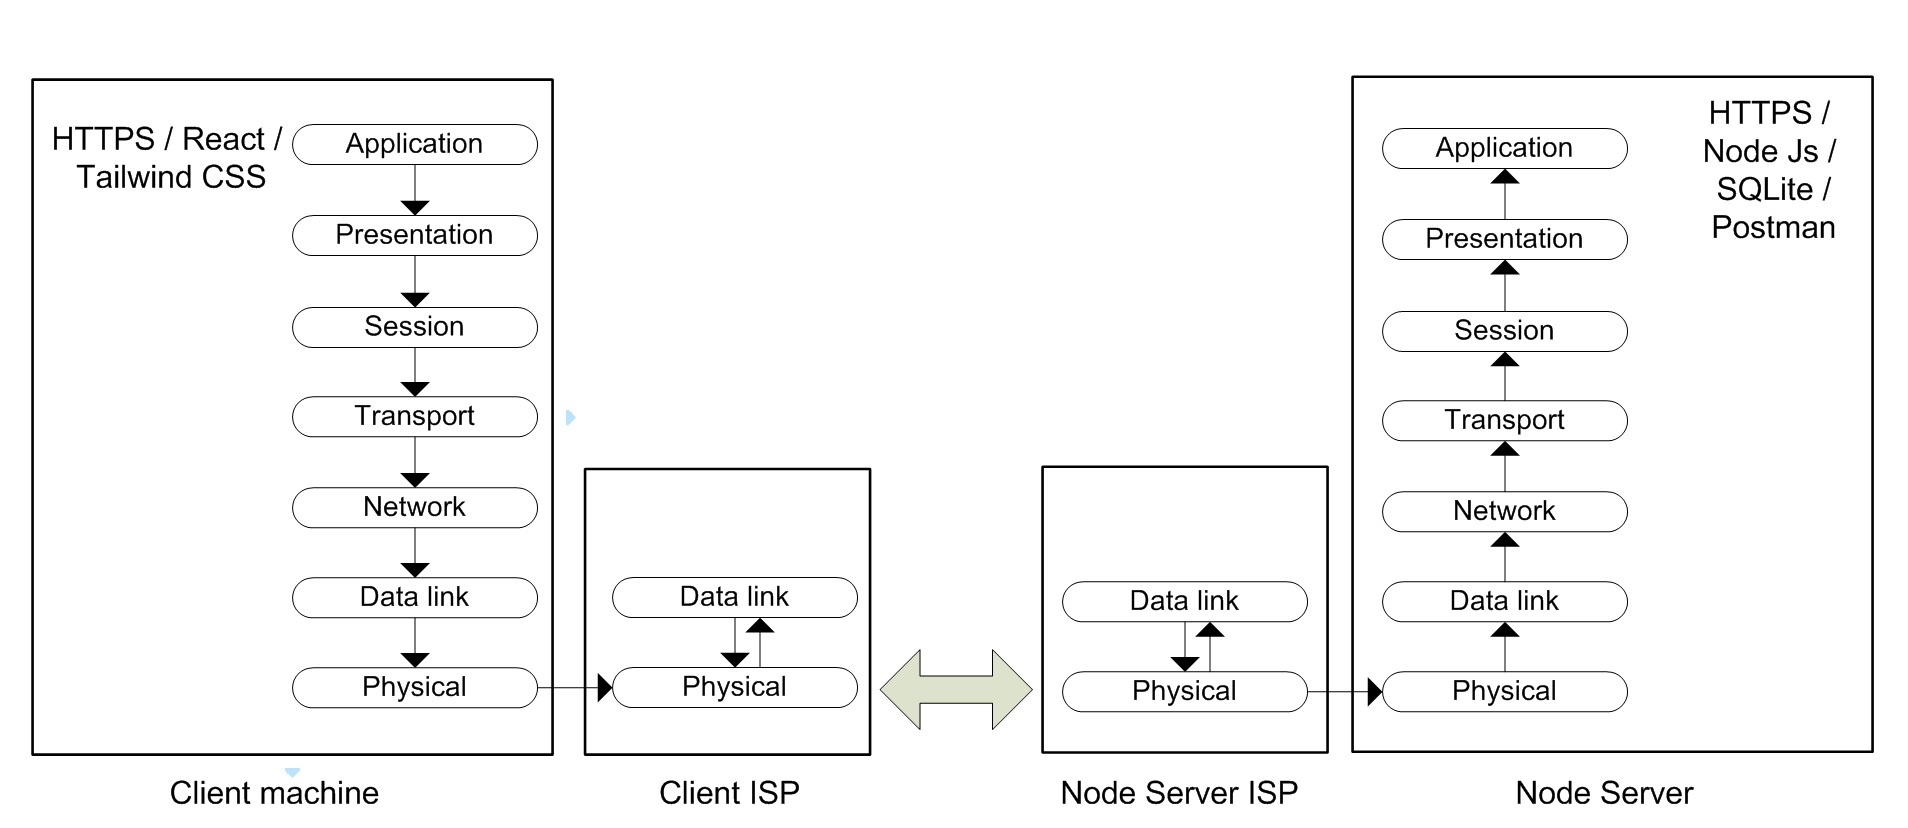 HTTPS / React /
Tailwind CSS
Application
Presentation
Session
Transport
Network
Data link
Physical
Client machine
Data link
Physical
Client ISP
Data link
Physical
Node Server ISP
Application
Presentation
Session
Transport
Network
Data link
Physical
HTTPS /
Node Js /
SQLite /
Postman
Node Server